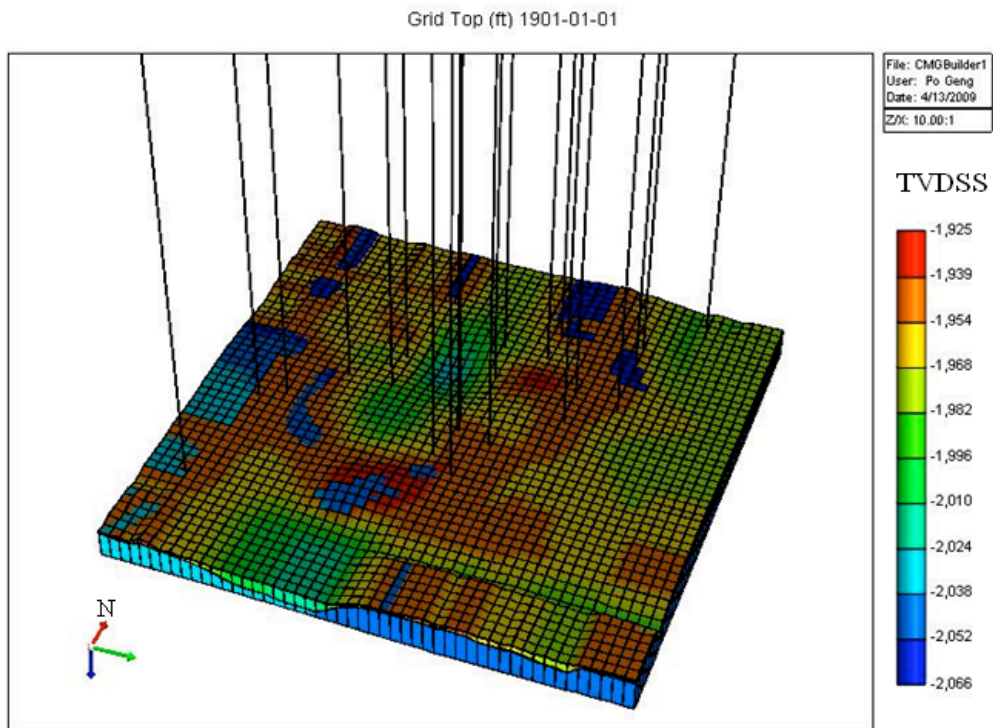 Grid Top (ft) 1901-01-01
File: CMGBuilder1
User: Po Geng
Date: 4/13/2009
Z/X: 10.00:1
TVDSS
-1,925
-1,939
-1,954
-1,968
-1,982
-1,996
-2,010
-2,024
-2,038
-2,052
-2,066
N